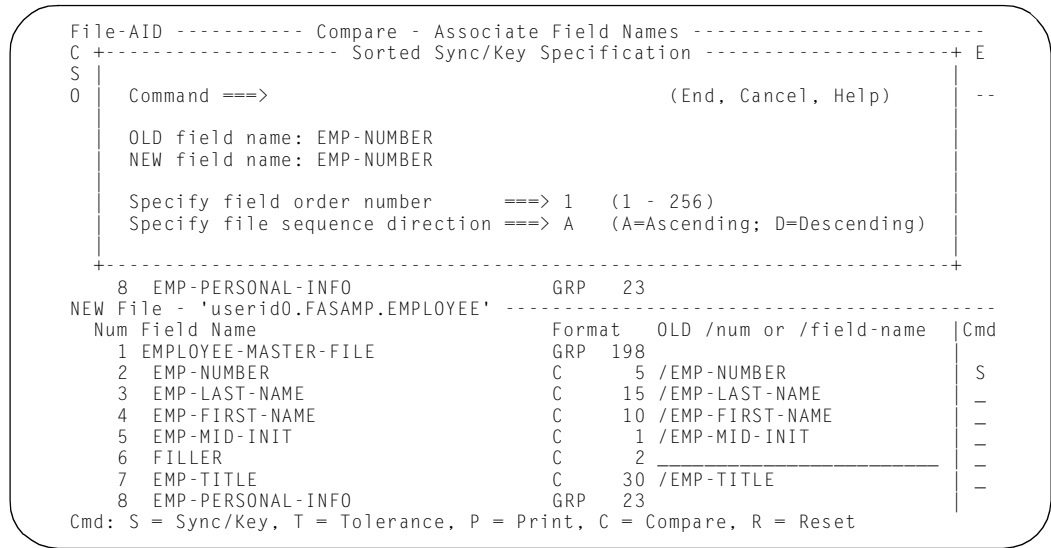 File-AID ----------- Compare - Associate Field Names -------------------------
C +-------------------- Sorted Sync/Key Specification ---------------------+ E
S |                                                                        |
O |  Command ===>                                  (End, Cancel, Help)     | --
  |                                                                        |
  |  OLD field name: EMP-NUMBER                                            |
  |  NEW field name: EMP-NUMBER                                            |
  |                                                                        |
  |  Specify field order number      ===> 1   (1 - 256)                    |
  |  Specify file sequence direction ===> A   (A=Ascending; D=Descending)  |
  |                                                                        |
  +------------------------------------------------------------------------+
    8  EMP-PERSONAL-INFO                 GRP   23
NEW File - 'userid0.FASAMP.EMPLOYEE' ------------------------------------------
  Num Field Name                         Format   OLD /num or /field-name  |Cmd
    1 EMPLOYEE-MASTER-FILE               GRP  198                          |
    2  EMP-NUMBER                        C      5 /EMP-NUMBER              | S
    3  EMP-LAST-NAME                     C     15 /EMP-LAST-NAME           | _
    4  EMP-FIRST-NAME                    C     10 /EMP-FIRST-NAME          | _
    5  EMP-MID-INIT                      C      1 /EMP-MID-INIT            | _
    6  FILLER                            C      2 ________________________ | _
    7  EMP-TITLE                         C     30 /EMP-TITLE               | _
    8  EMP-PERSONAL-INFO                 GRP   23                          |
Cmd: S = Sync/Key, T = Tolerance, P = Print, C = Compare, R = Reset